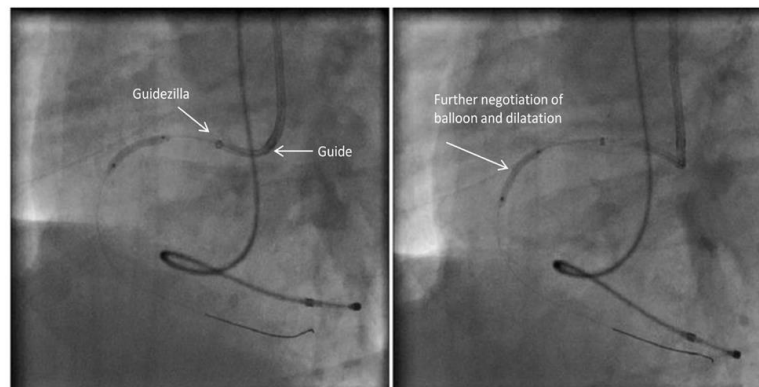 Guidezilla
Guide
Further negotiation of
balloon and dilatation